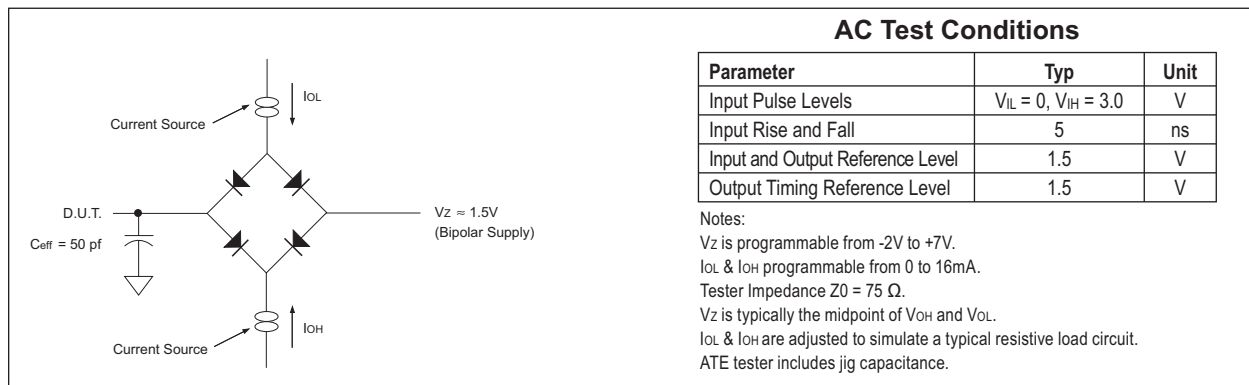 IOL
Current Source
D.U.T.
Ceff = 50 pf
VZ ≈ 1.5V
(Bipolar Supply)
IOH
Current Source
AC Test Conditions
Parameter Typ Unit
Input Pulse Levels VIL = 0, VIH = 3.0 V
Input Rise and Fall 5 ns
Input and Output Reference Level 1.5 V
Output Timing Reference Level 1.5 V
Notes:
VZ is programmable from -2V to +7V.
IOL & IOH programmable from 0 to 16mA.
Tester Impedance Z0 = 75 Ω.
VZ is typically the midpoint of VOH and VOL.
IOL & IOH are adjusted to simulate a typical resistive load circuit.
ATE tester includes jig capacitance.